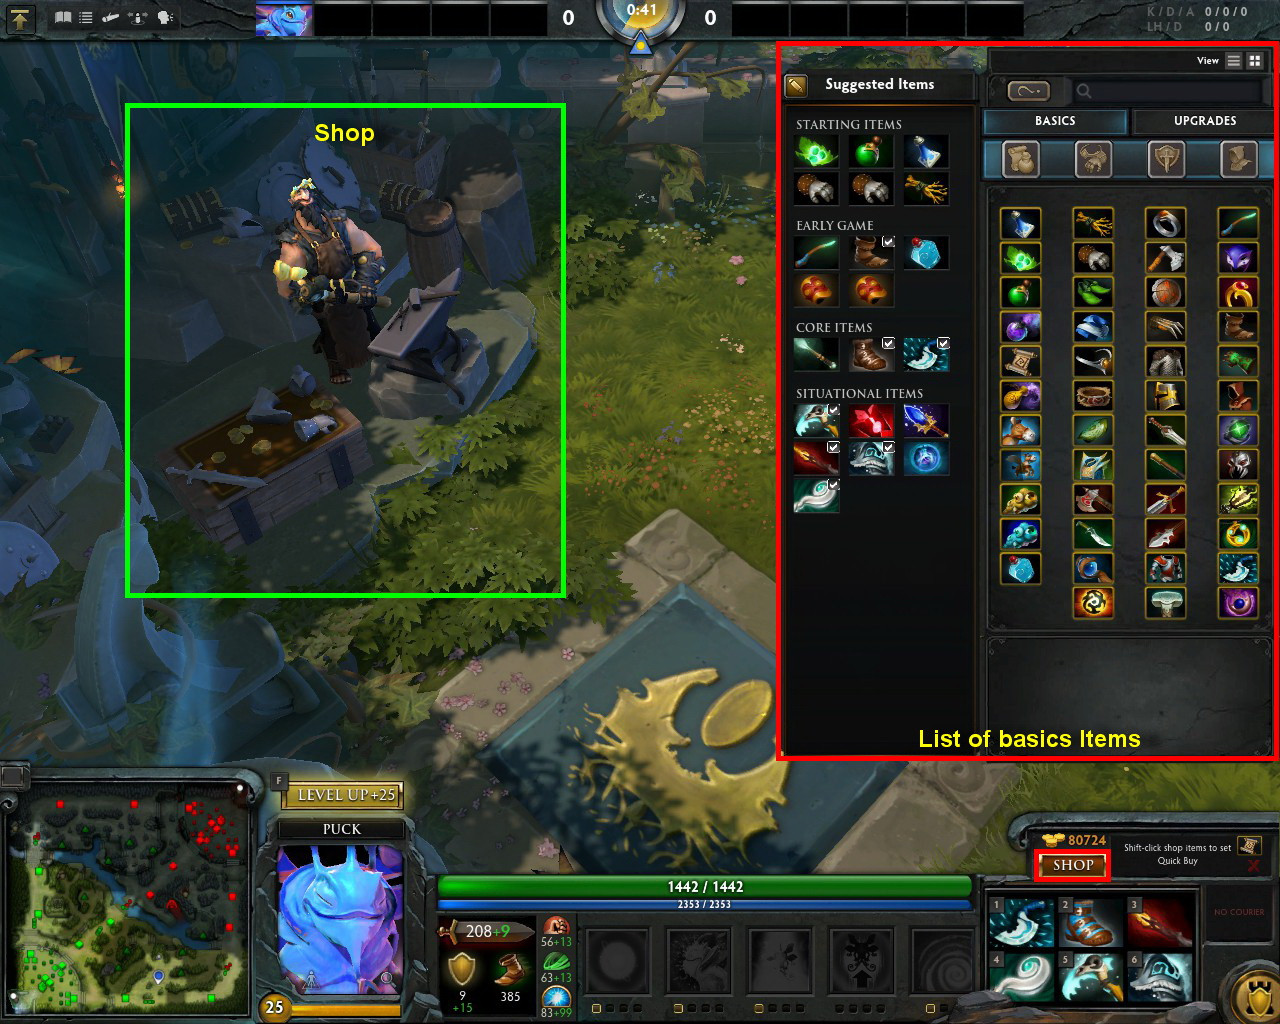 0
0:41
0
K / D / A 0 / 0 / 0
LH / D 0 / 0
View
Shop
Suggested Items
BASICS
UPGRADES
STARTING ITEMS
EARLY GAME
CORE ITEMS
SITUATIONAL ITEMS
List of basics Items
F
LEVEL UP +25
PUCK
80724
SHOP
Shift-click shop items to set
Quick Buy
1442 / 1442
2353 / 2353
208+9
56+13
63+13
83+99
9
+15
385
25
1
2
3
4
5
6
NO COURIER